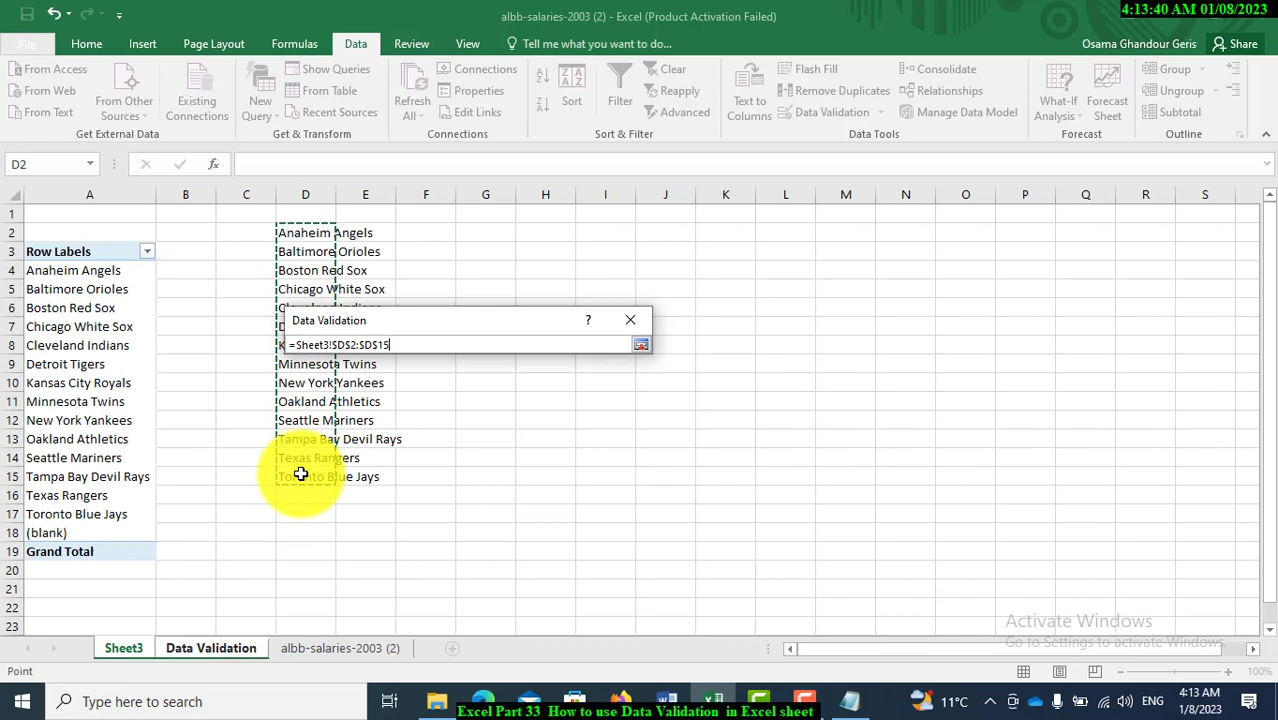 albb-salaries-2003 (2) - Excel (Product Activation Failed)
4:13:40 AM 01/08/2023
File Home Insert Page Layout Formulas Data Review View Tell me what you want to do... Osama Ghandour Geris Share
From Access
From Web
From Text
From Other Sources
Existing Connections
Get External Data
New Query
Show Queries
From Table
Recent Sources
Get & Transform
Refresh All
Connections
Properties
Edit Links
Connections
Sort
Filter
Clear
Reapply
Advanced
Sort & Filter
Text to Columns
Flash Fill
Remove Duplicates
Data Validation
Consolidate
Relationships
Manage Data Model
Data Tools
What-If Analysis
Forecast Sheet
Forecast
Group
Ungroup
Subtotal
Outline
D2 fx
A B C D E F G H I J K L M N O P Q R S
1
2 Anaheim Angels
3 Row Labels Baltimore Orioles
4 Anaheim Angels Boston Red Sox
5 Baltimore Orioles Chicago White Sox
6 Boston Red Sox Cleveland Indians
7 Chicago White Sox D
8 Cleveland Indians K
9 Detroit Tigers Minnesota Twins
10 Kansas City Royals New York Yankees
11 Minnesota Twins Oakland Athletics
12 New York Yankees Seattle Mariners
13 Oakland Athletics Tampa Bay Devil Rays
14 Seattle Mariners Texas Rangers
15 Tampa Bay Devil Rays Toronto Blue Jays
16 Texas Rangers
17 Toronto Blue Jays
18 (blank)
19 Grand Total
20
21
22
23
Data Validation ?
=Sheet3!$D$2:$D$15
Activate Windows
Go to Settings to activate Windows.
Sheet3 Data Validation albb-salaries-2003 (2)
Point 100%
Type here to search
11°C ENG 4:13 AM
1/8/2023
Excel Part 33 How to use Data Validation in Excel sheet